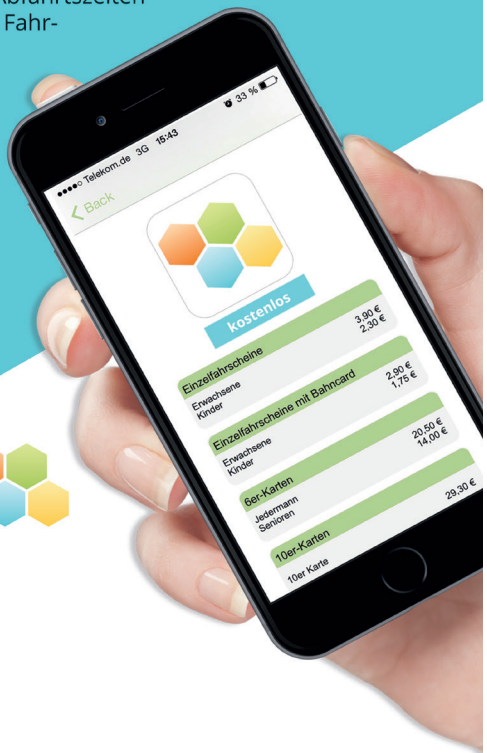 Abfahrtszeiten
Fahr-
Telekom.de 3G 15:43 33 %
Back
kostenlos
Einzelfahrscheine
Erwachsene 3,90 €
Kinder 2,30 €
Einzelfahrscheine mit Bahncard
Erwachsene 2,90 €
Kinder 1,75 €
6er-Karten
Jedermann 20,50 €
Senioren 14,00 €
10er-Karten
10er Karte 29,30 €